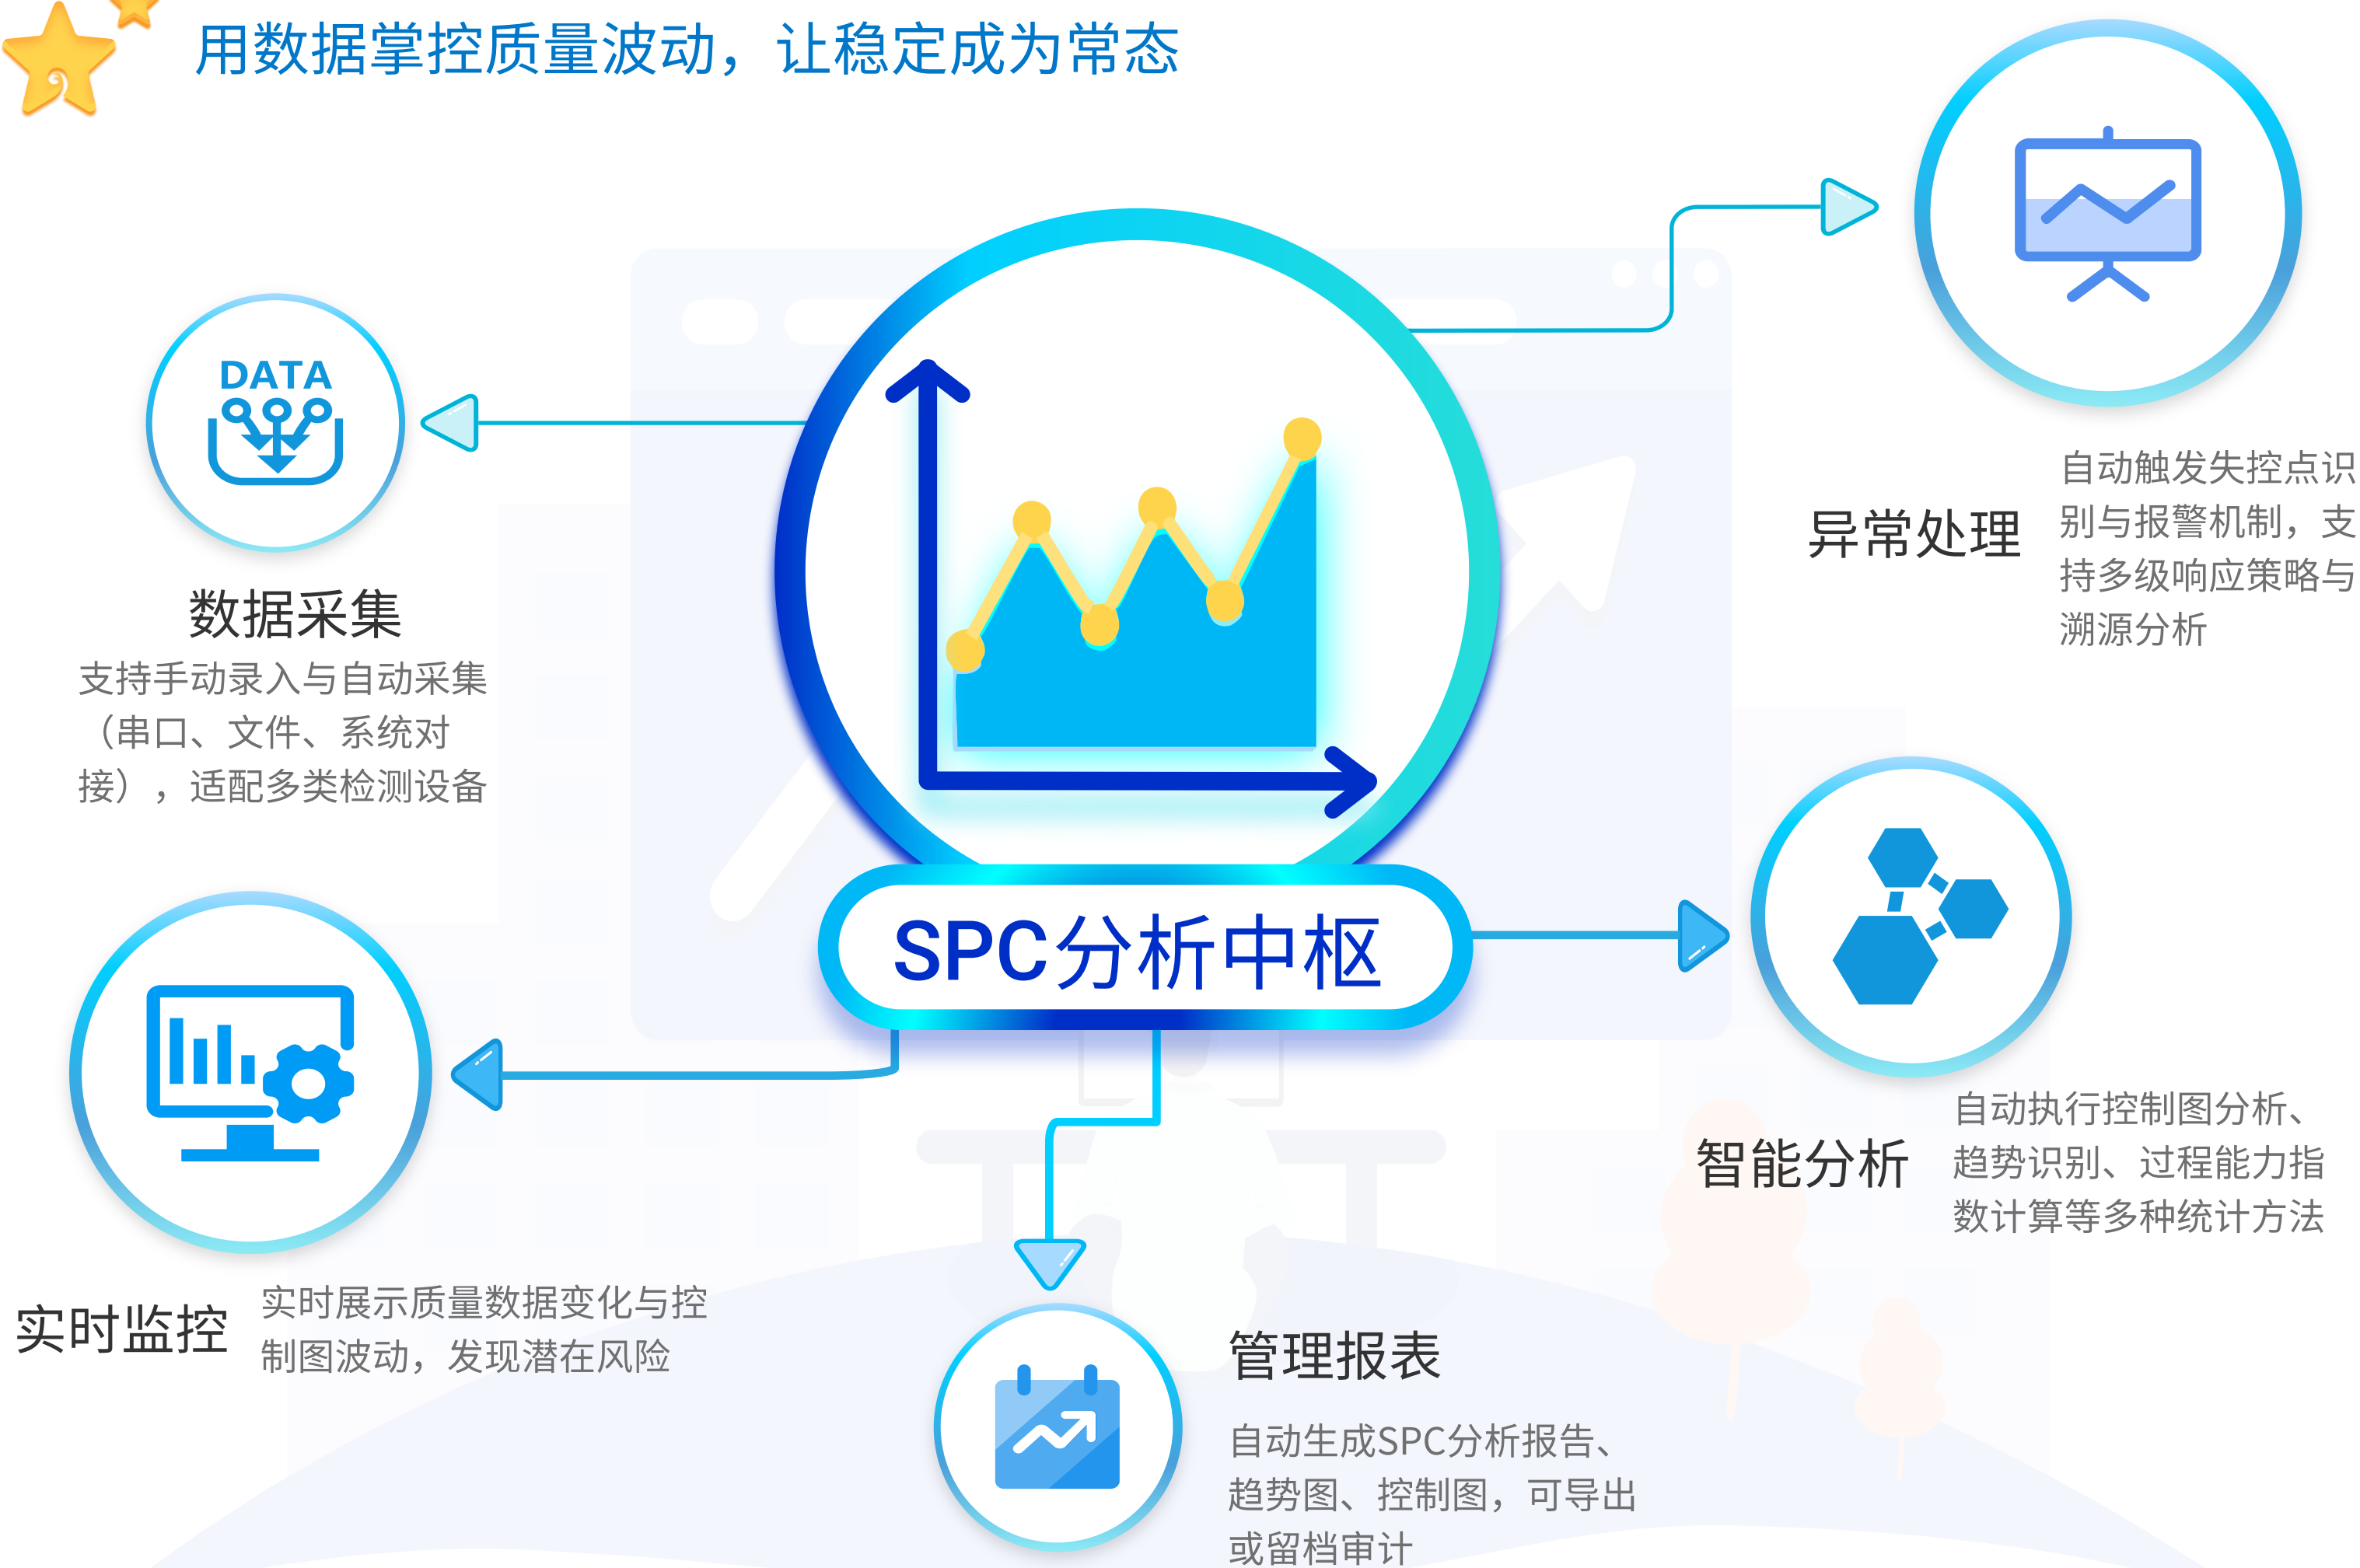 用数据掌控质量波动，让稳定成为常态
DATA
数据采集
支持手动录入与自动采集
（串口、文件、系统对
接），适配多类检测设备
异常处理
自动触发失控点识
别与报警机制，支
持多级响应策略与
溯源分析
SPC分析中枢
智能分析
自动执行控制图分析、
趋势识别、过程能力指
数计算等多种统计方法
实时监控
实时展示质量数据变化与控
制图波动，发现潜在风险
管理报表
自动生成SPC分析报告、
趋势图、控制图，可导出
或留档审计